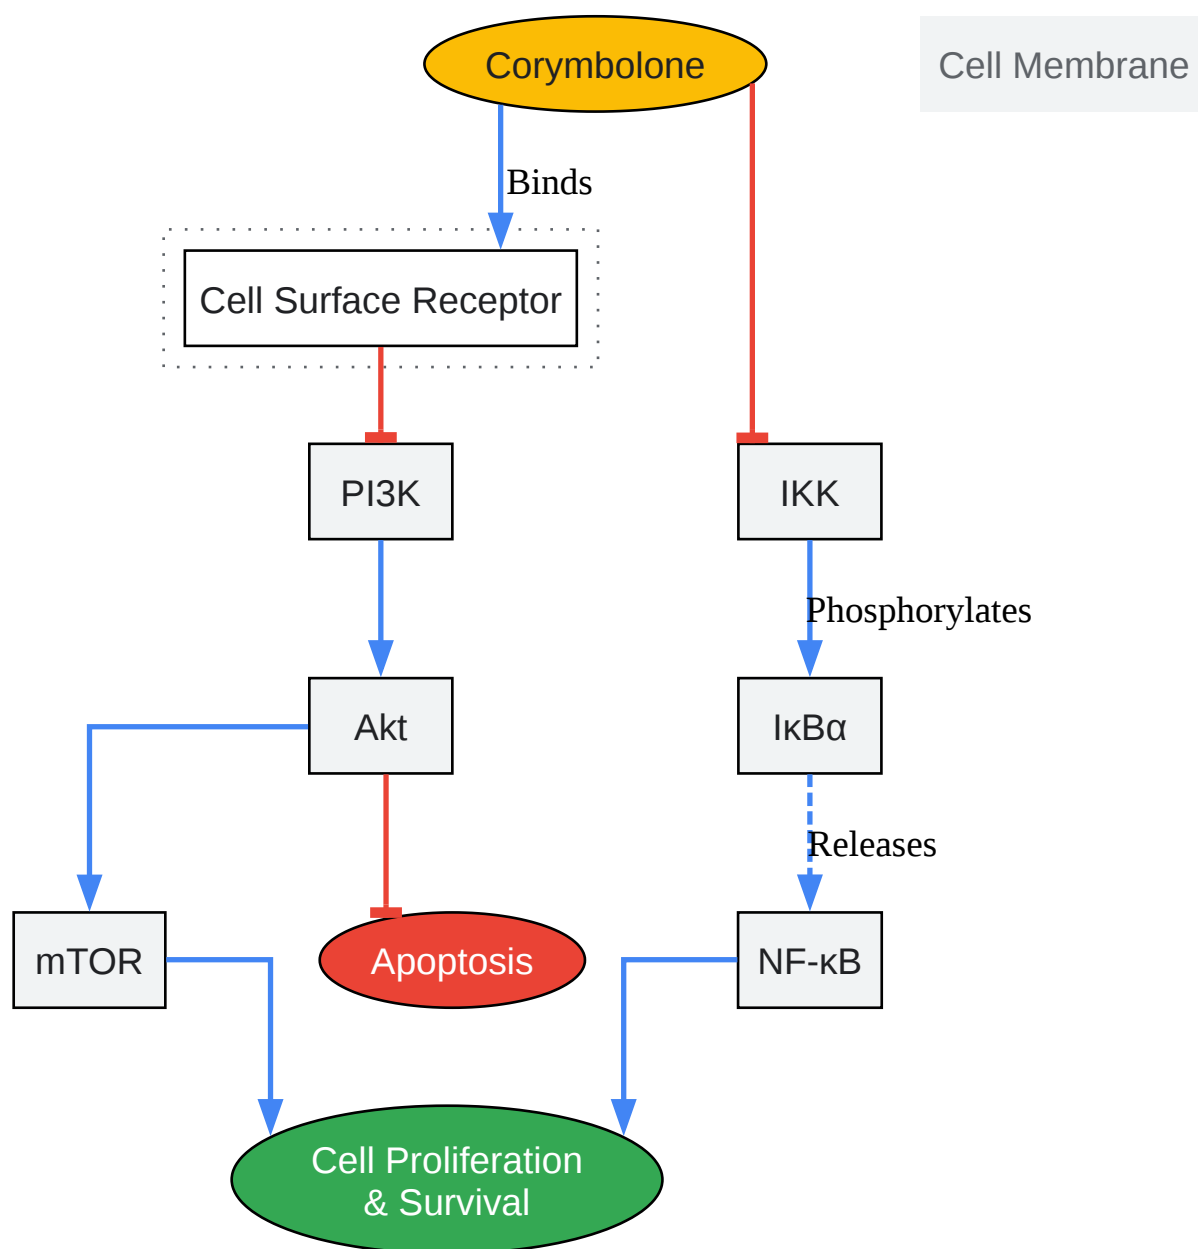 Corymbolone
Cell Membrane
Binds
Cell Surface Receptor
PI3K
IKK
Phosphorylates
Akt
IκBα
Releases
mTOR
Apoptosis
NF-κB
Cell Proliferation
& Survival